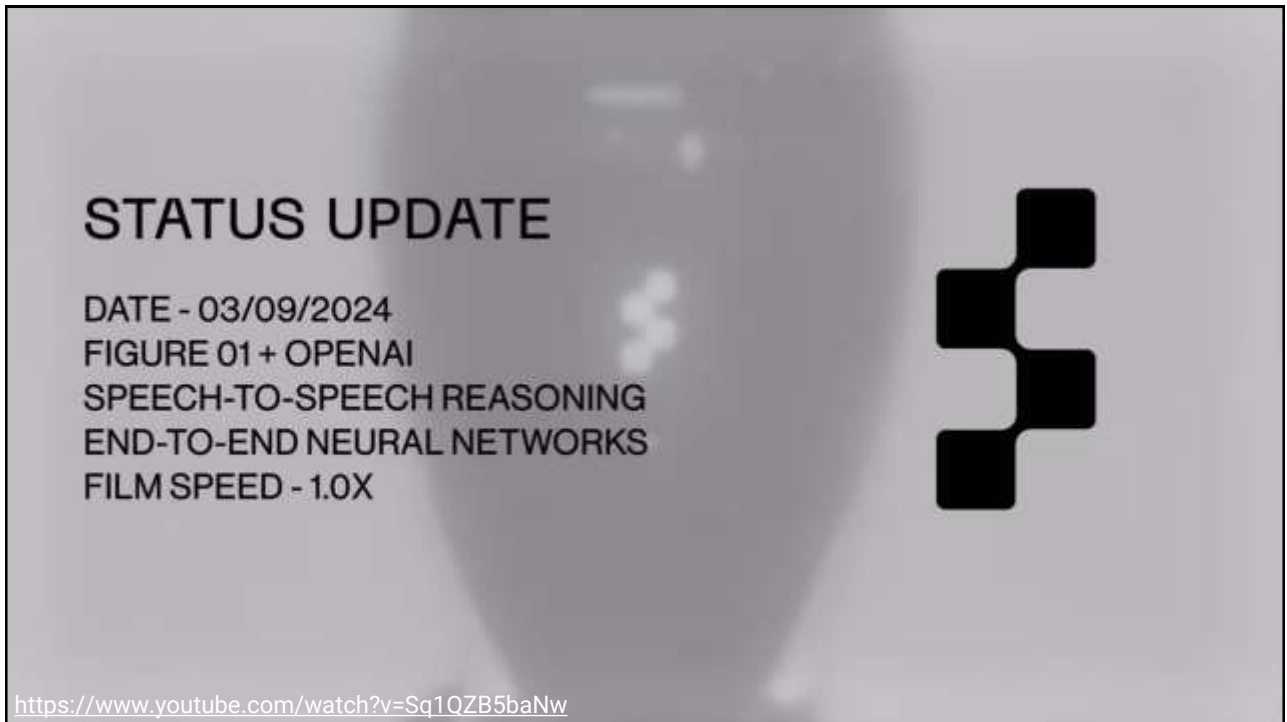 STATUS UPDATE
DATE - 03/09/2024
FIGURE 01 + OPENAI
SPEECH-TO-SPEECH REASONING
END-TO-END NEURAL NETWORKS
FILM SPEED - 1.0X
https://www.youtube.com/watch?v=Sq1QZB5baNw